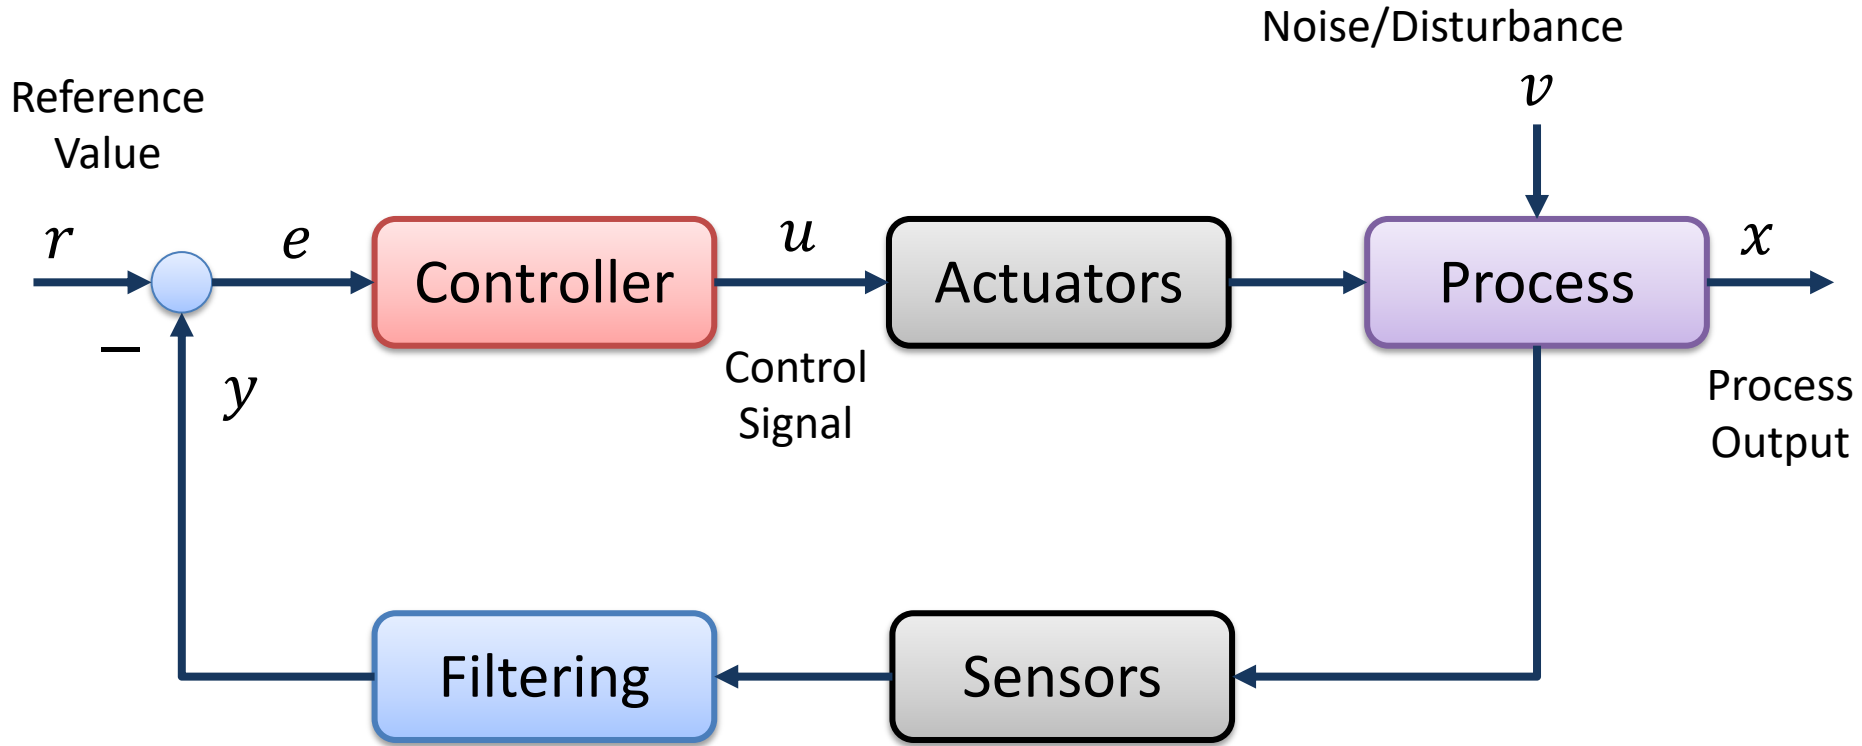 Noise/Disturbance
v
Reference
Value
r
e
Controller
u
Actuators
Process
x
−
y
Control
Signal
Process
Output
Filtering
Sensors